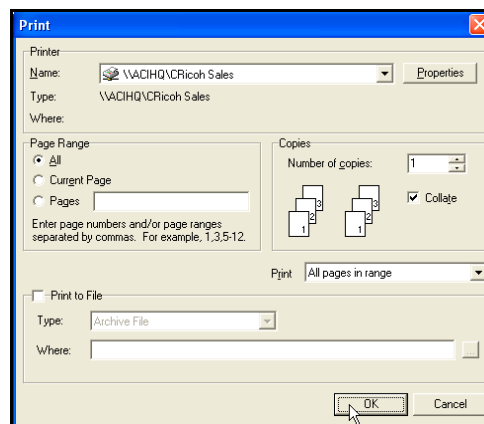 Print
Printer
Name: \\ACIHQ\CRicoh Sales Properties
Type: \\ACIHQ\CRicoh Sales
Where:
Page Range
All
Current Page
Pages
Enter page numbers and/or page ranges
separated by commas. For example, 1,3,5-12.
Copies
Number of copies: 1
Collate
1 2 3 1 2 3
Print All pages in range
Print to File
Type: Archive File
Where: ...
OK Cancel